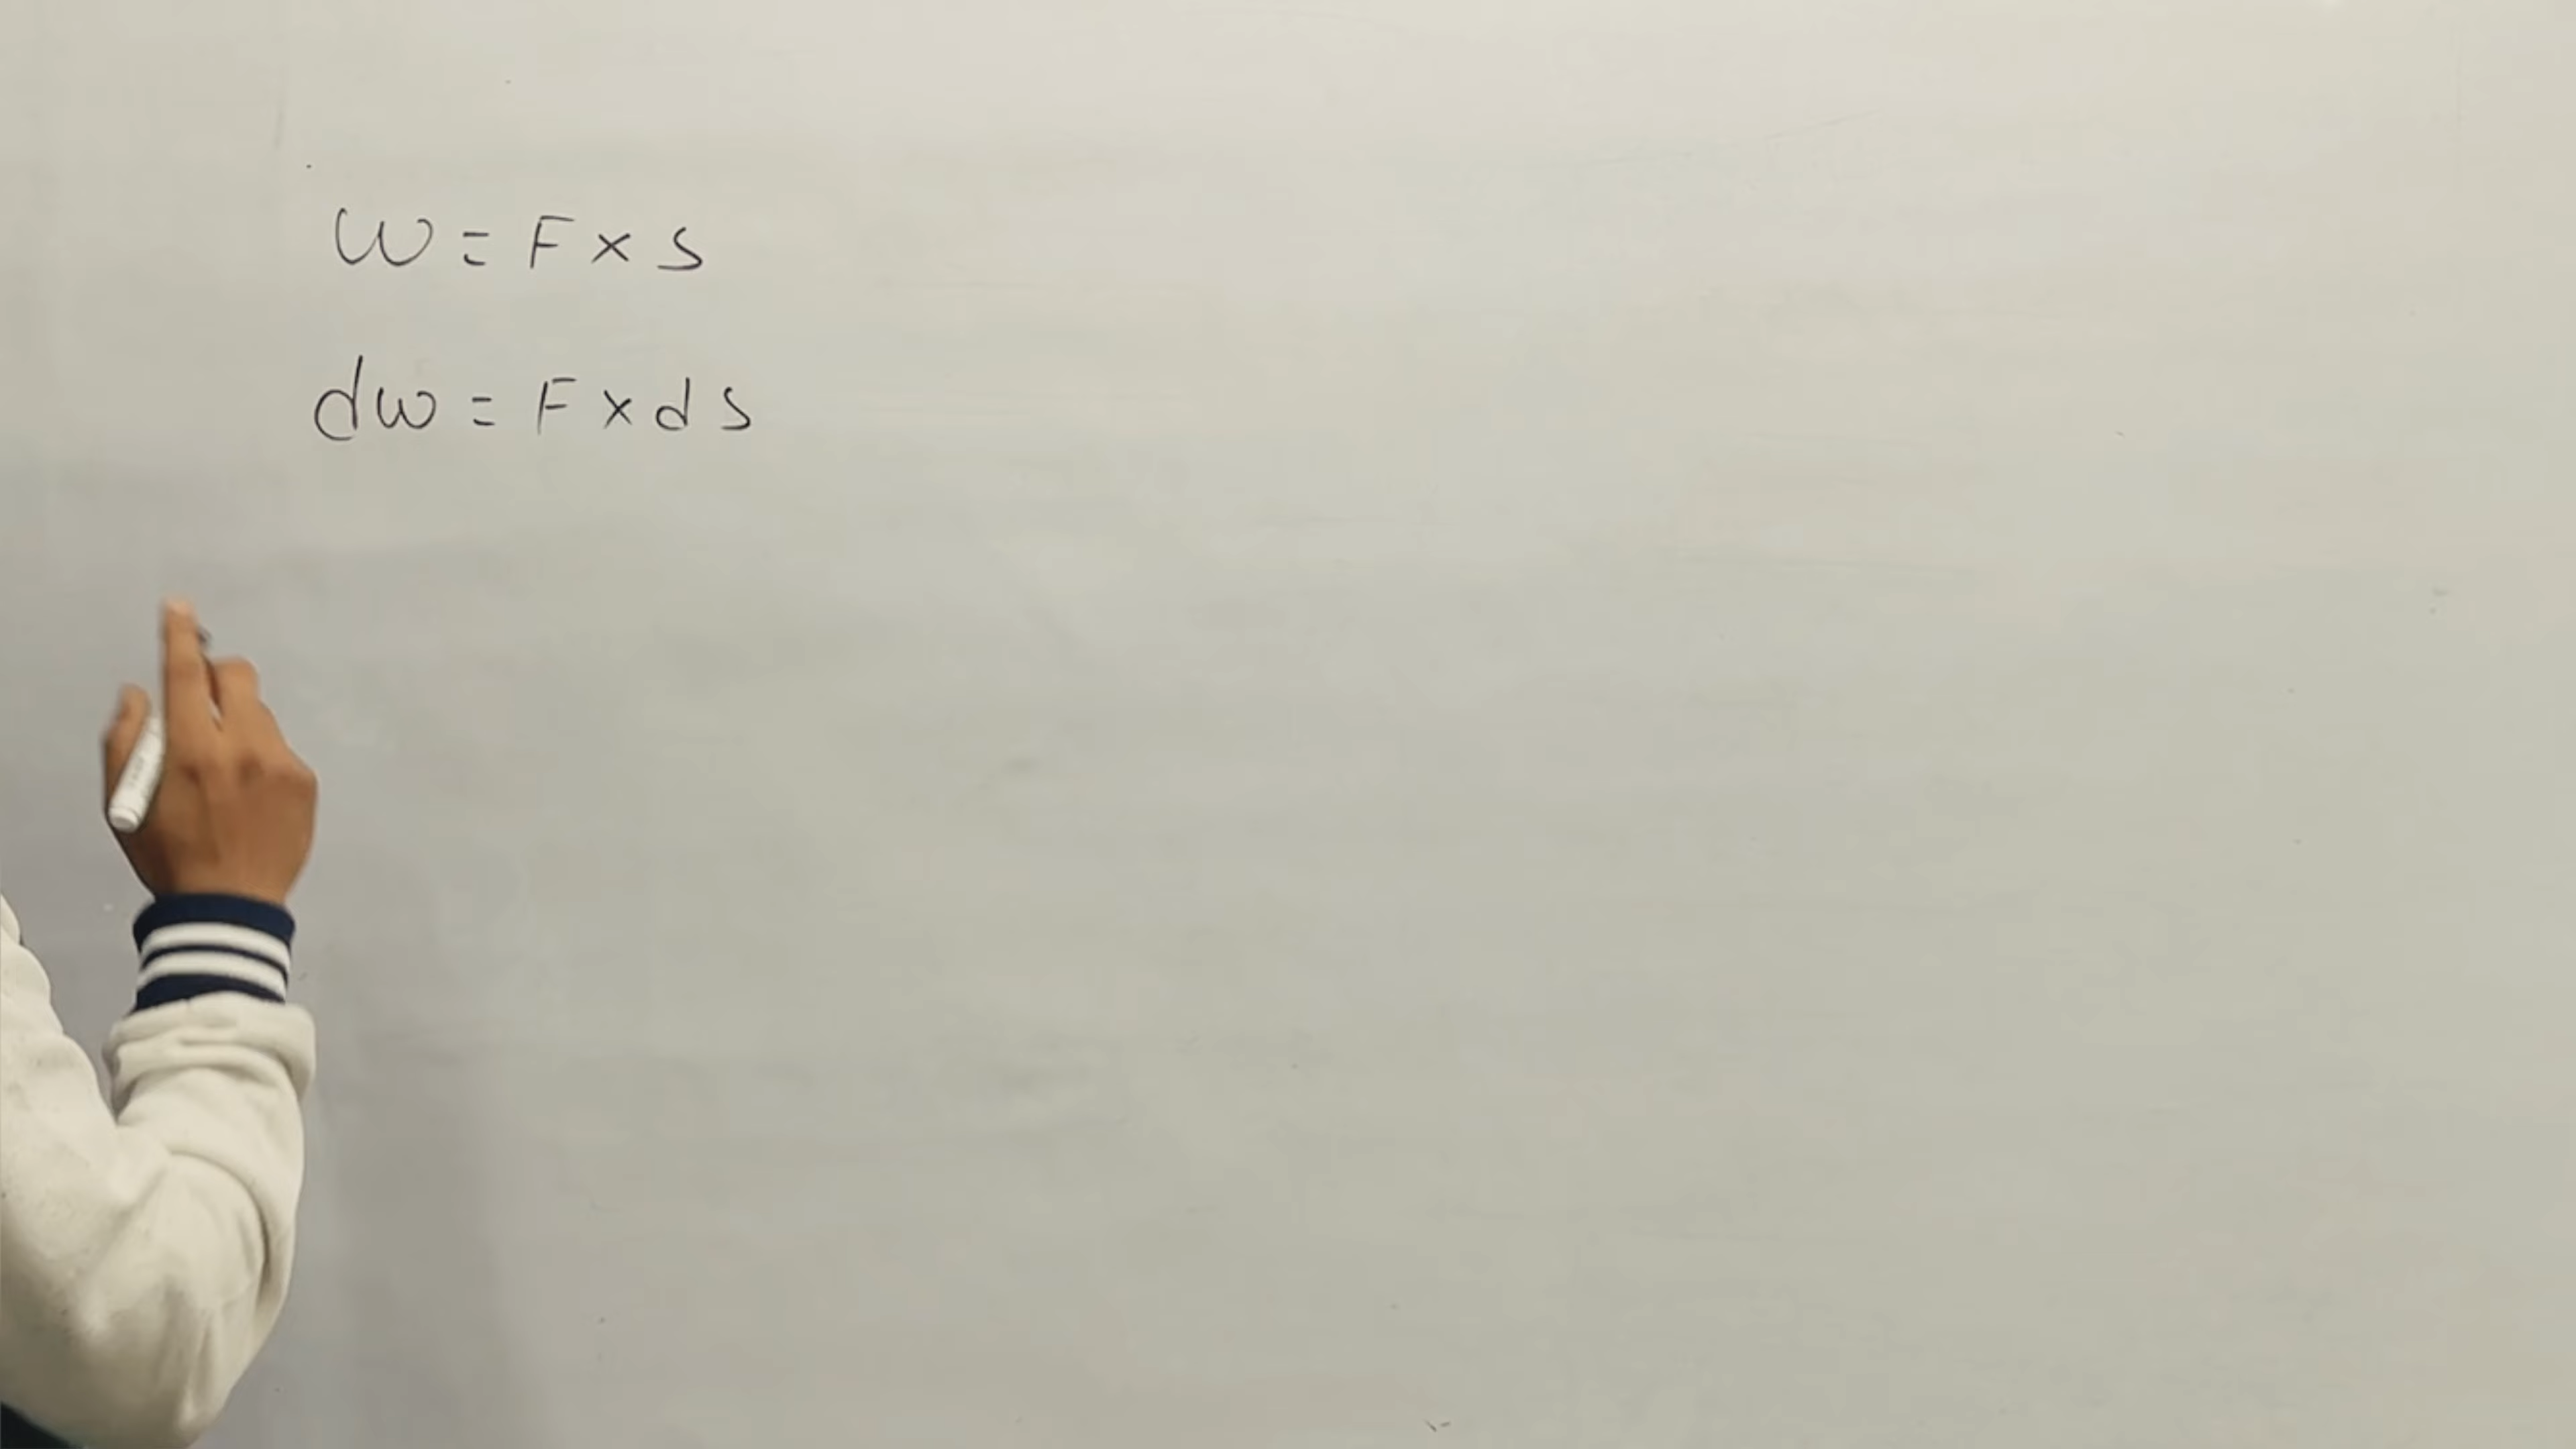 W = F × s
dw = F × ds